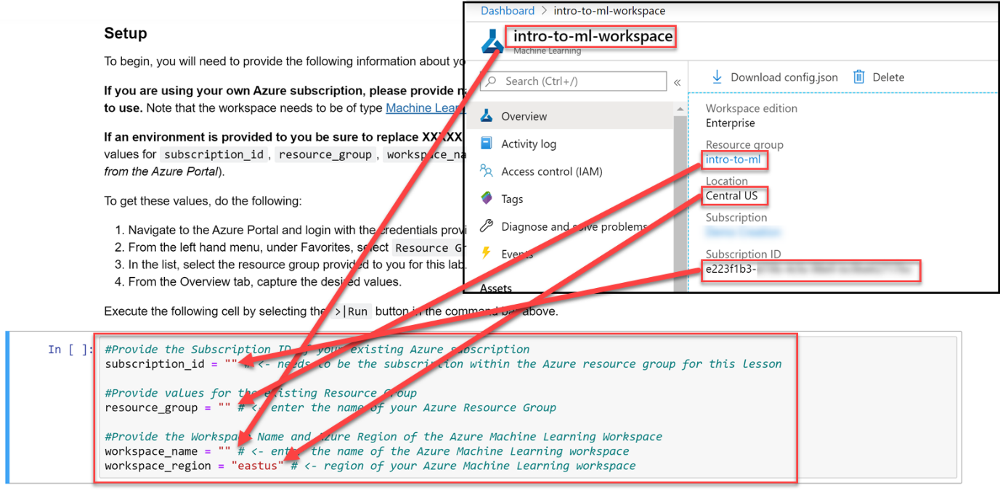 Setup
To begin, you will need to provide the following information about yo
If you are using your own Azure subscription, please provide n
to use. Note that the workspace needs to be of type Machine Lear
If an environment is provided to you be sure to replace XXXXX
values for subscription_id , resource_group , workspace_na
from the Azure Portal).
To get these values, do the following:
1. Navigate to the Azure Portal and login with the credentials provi
2. From the left hand menu, under Favorites, select Resource Gr
3. In the list, select the resource group provided to you for this lab.
4. From the Overview tab, capture the desired values.
Execute the following cell by selecting the >|Run button in the command bar above.
Dashboard > intro-to-ml-workspace
intro-to-ml-workspace
Machine Learning
Search (Ctrl+/)
«
Overview
Activity log
Access control (IAM)
Tags
Diagnose and solve problems
Events
Assets
Download config.json Delete
Workspace edition
Enterprise
Resource group
intro-to-ml
Location
Central US
Subscription
Subscription ID
e223f1b3-
In [ ]:
#Provide the Subscription ID of your existing Azure subscription
subscription_id = "" # <- needs to be the subscription within the Azure resource group for this Lesson
#Provide values for the existing Resource Group
resource_group = "" # <- enter the name of your Azure Resource Group
#Provide the Workspace Name and Azure Region of the Azure Machine Learning Workspace
workspace_name = "" # <- enter the name of the Azure Machine Learning workspace
workspace_region = "eastus" # <- region of your Azure Machine Learning workspace